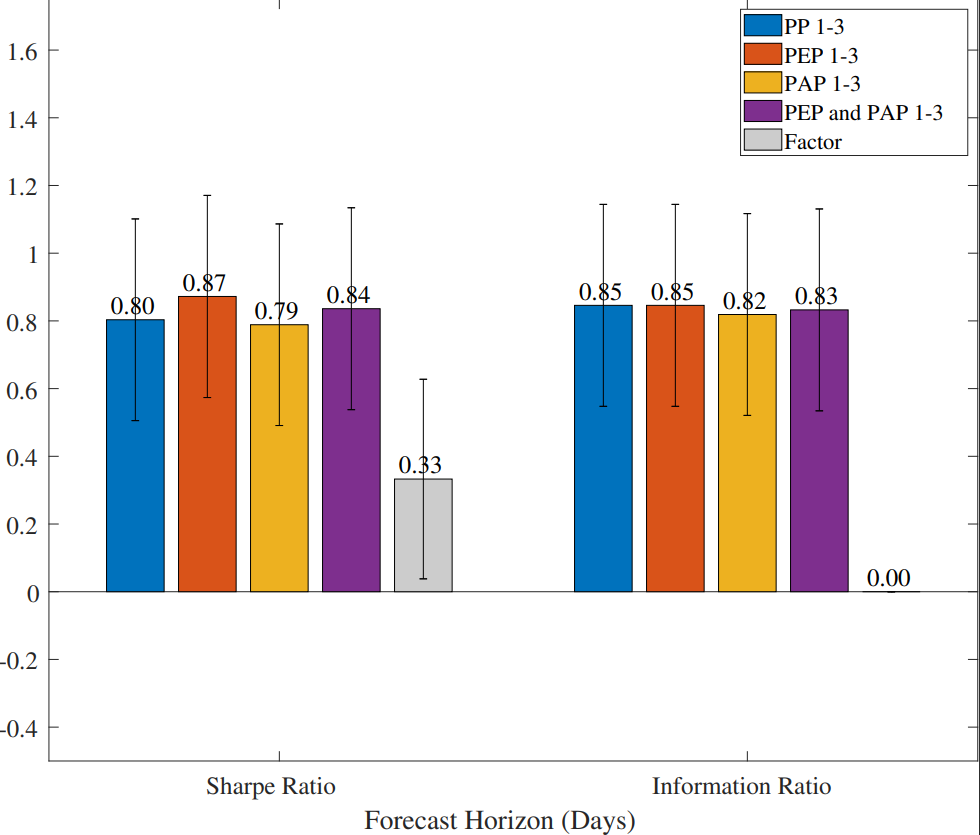 PP 1-3
PEP 1-3
PAP 1-3
PEP and PAP 1-3
Factor
1.6
1.4
1.2
1
0.8
0.6
0.4
0.2
0
-0.2
-0.4
0.80
0.87
0.79
0.84
0.33
0.85
0.85
0.82
0.83
0.00
Sharpe Ratio
Information Ratio
Forecast Horizon (Days)